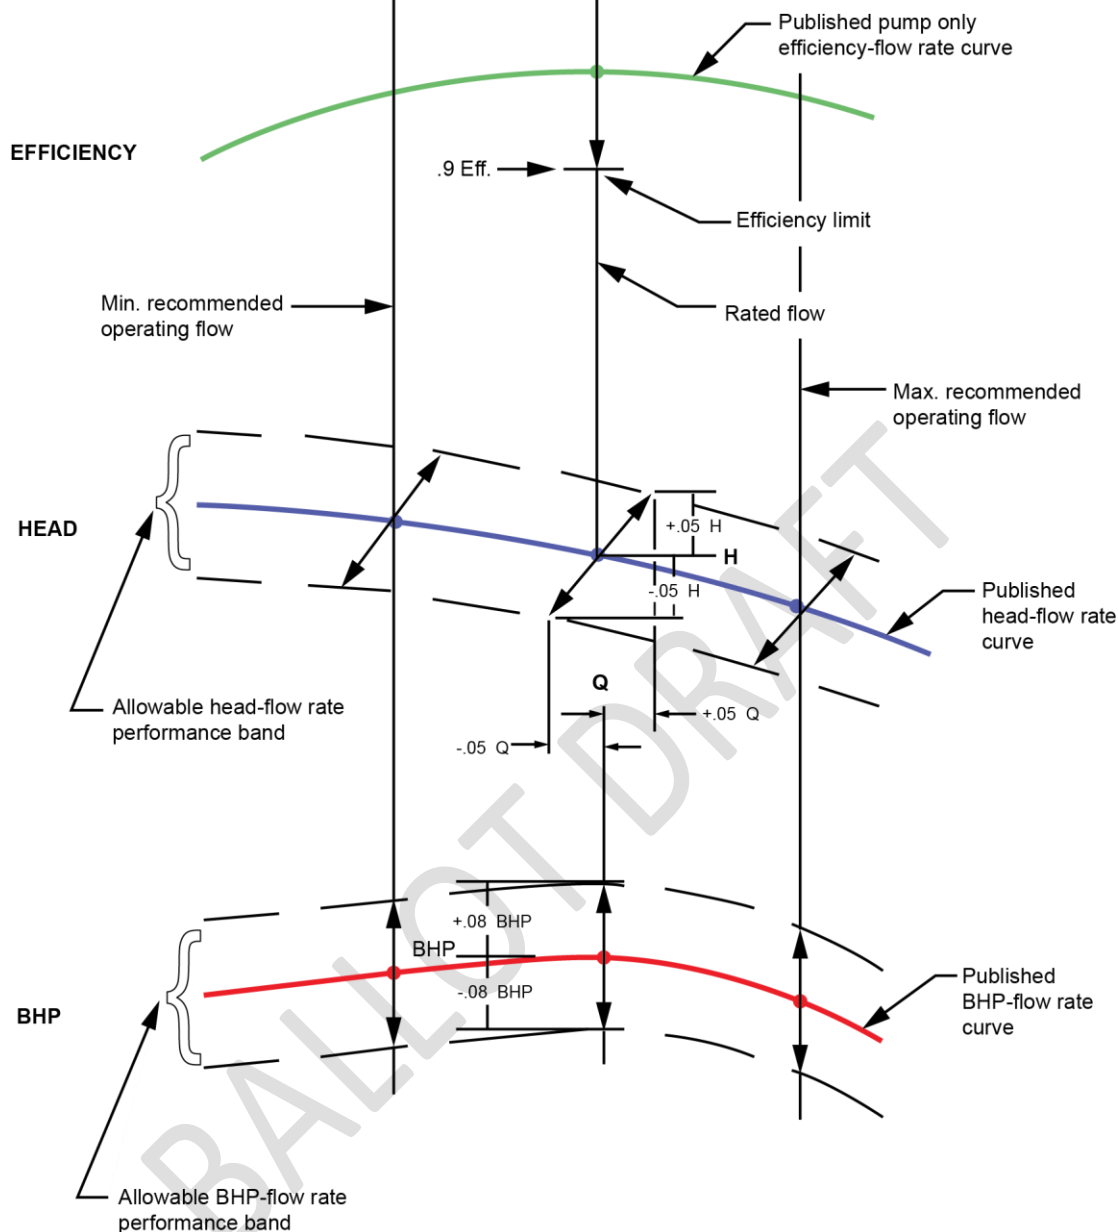 Published pump only
efficiency-flow rate curve
EFFICIENCY
.9 Eff.
Efficiency limit
Min. recommended
operating flow
Rated flow
Max. recommended
operating flow
HEAD
+.05 H
H
-.05 H
Published
head-flow rate
curve
Q
Allowable head-flow rate
performance band
+.05 Q
-.05 Q
+.08 BHP
BHP
-.08 BHP
BHP
Published
BHP-flow rate
curve
Allowable BHP-flow rate
performance band
BALLOT DRAFT